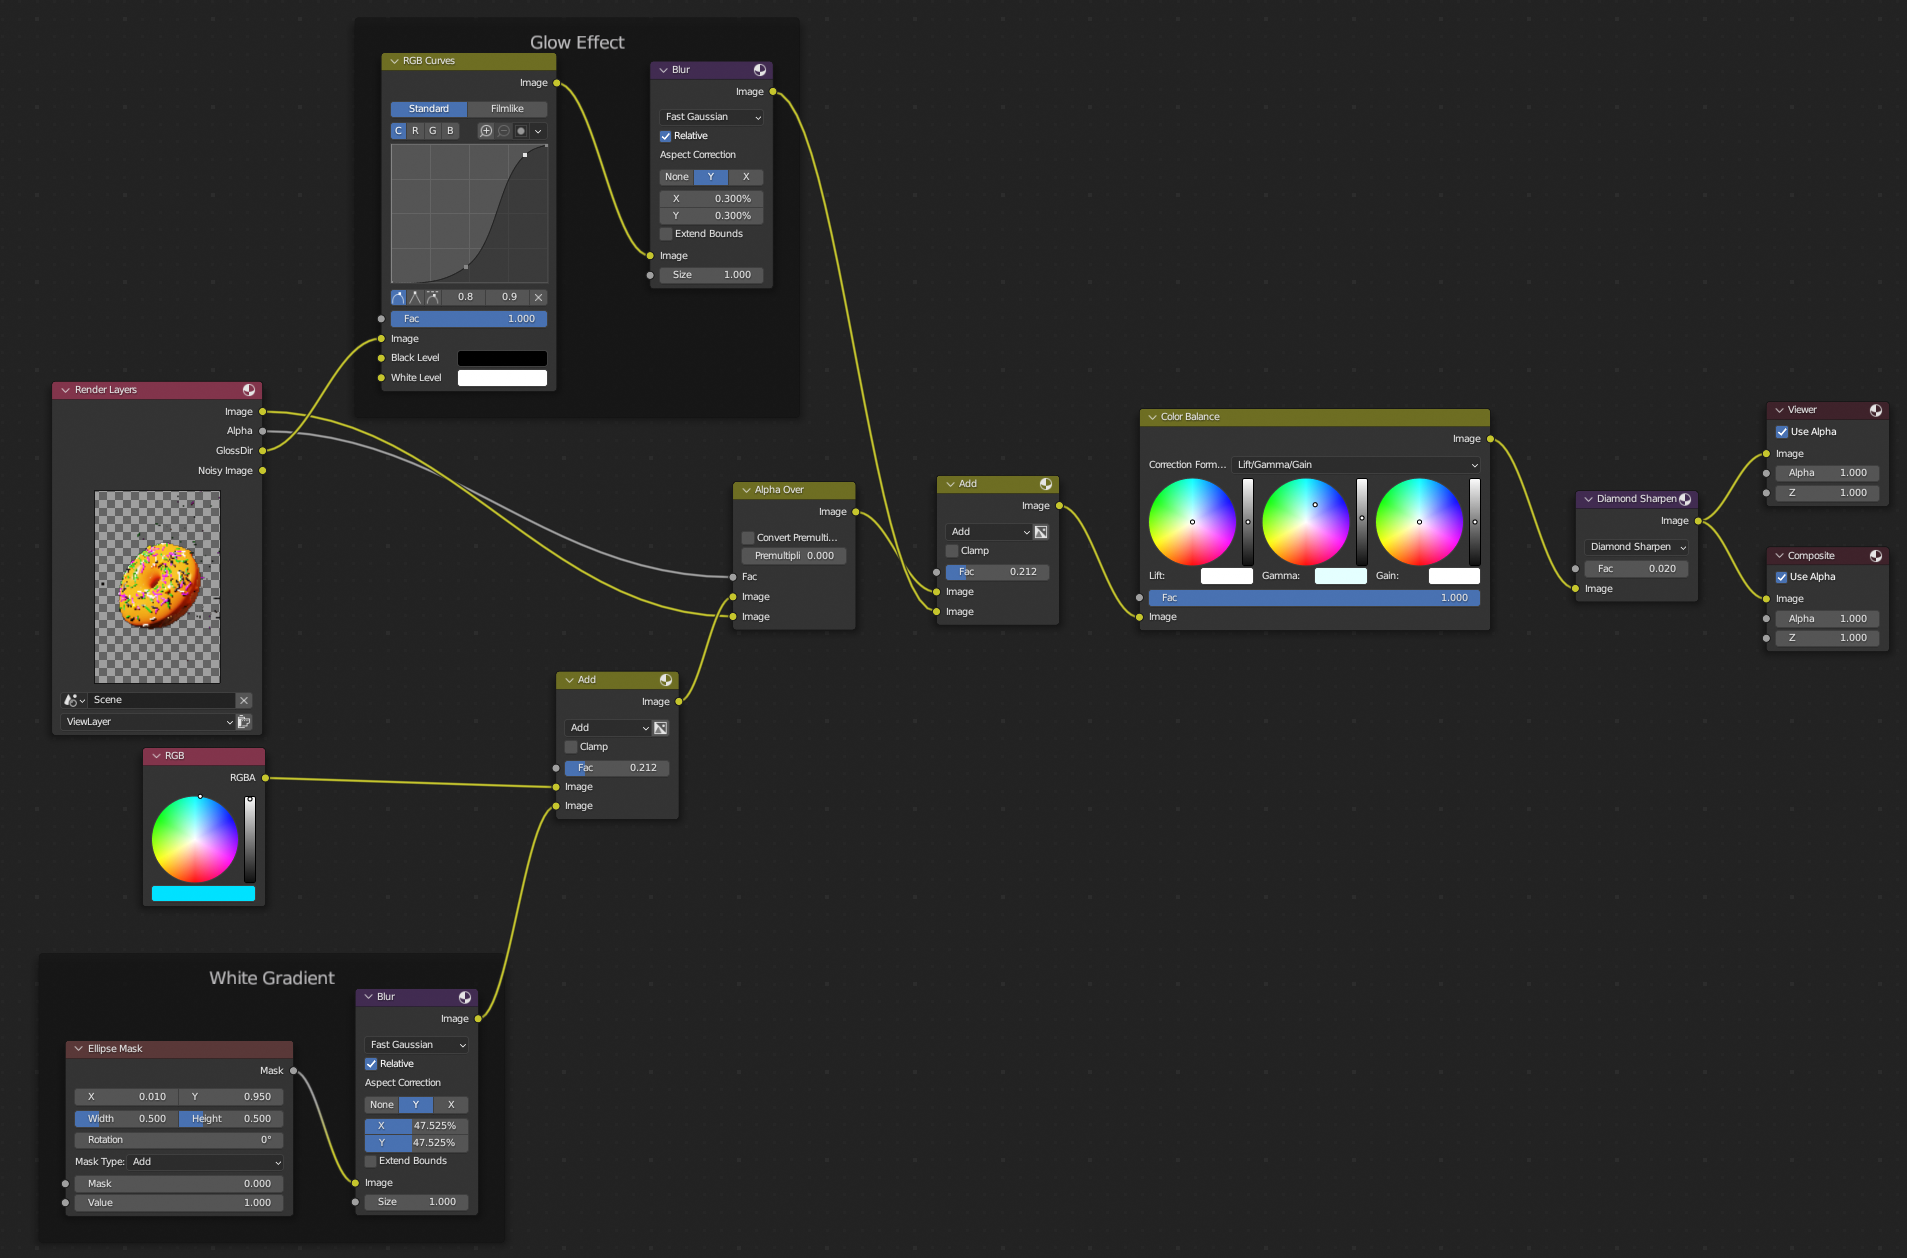 Glow Effect
RGB Curves
Image
Standard
Filmlike
C
R
G
B
0.8
0.9
Fac
1.000
Image
Black Level
White Level
Blur
Image
Fast Gaussian
Relative
Aspect Correction
None
Y
X
X
0.300%
Y
0.300%
Extend Bounds
Image
Size
1.000
Render Layers
Image
Alpha
GlossDir
Noisy Image
Scene
ViewLayer
RGB
RGBA
Add
Image
Add
Clamp
Fac
0.212
Image
Image
Alpha Over
Image
Convert Premulti...
Premultipli
0.000
Fac
Image
Image
Add
Image
Add
Clamp
Fac
0.212
Image
Image
Color Balance
Image
Correction Form...
Lift/Gamma/Gain
Lift:
Gamma:
Gain:
Fac
1.000
Image
Diamond Sharpen
Image
Diamond Sharpen
Fac
0.020
Image
Viewer
Use Alpha
Image
Alpha
1.000
Z
1.000
Composite
Use Alpha
Image
Alpha
1.000
Z
1.000
White Gradient
Ellipse Mask
Mask
X
0.010
Y
0.950
Width
0.500
Height
0.500
Rotation
0°
Mask Type:
Add
Mask
0.000
Value
1.000
Blur
Image
Fast Gaussian
Relative
Aspect Correction
None
Y
X
X
47.525%
Y
47.525%
Extend Bounds
Image
Size
1.000